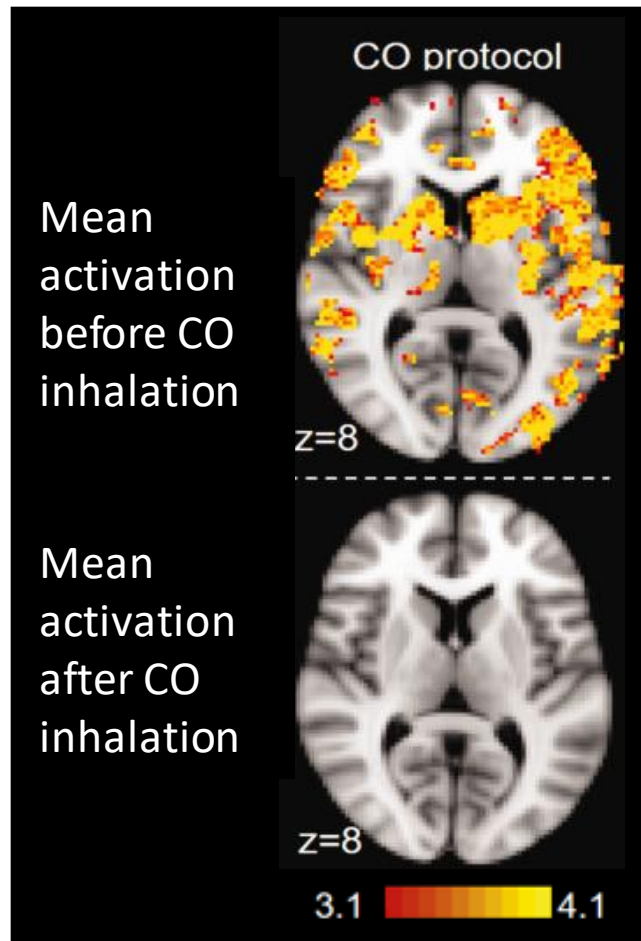 CO protocol
Mean
activation
before CO
inhalation
z=8
Mean
activation
after CO
inhalation
z=8
3.1 4.1